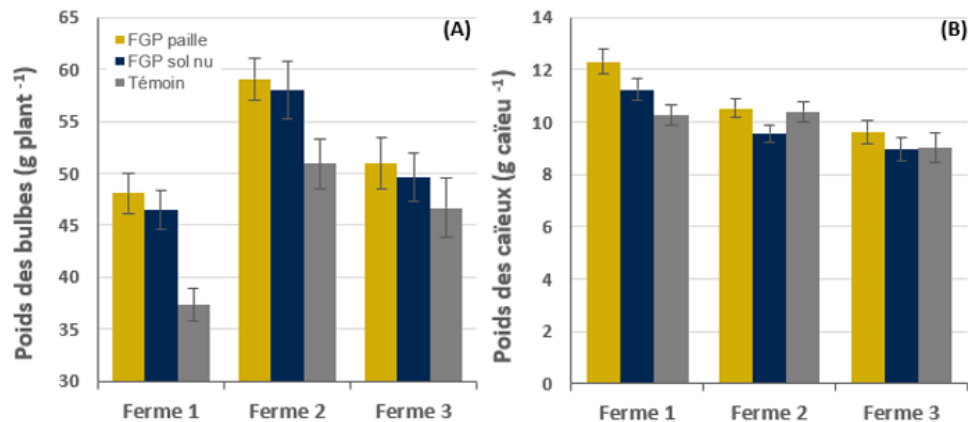 (A)
FGP paille
FGP sol nu
Témoin
Poids des bulbes (g plant ⁻¹)
65
60
55
50
45
40
35
30
Ferme 1 Ferme 2 Ferme 3
(B)
Poids des caïeux (g caïeu ⁻¹)
14
12
10
8
6
4
2
0
Ferme 1 Ferme 2 Ferme 3